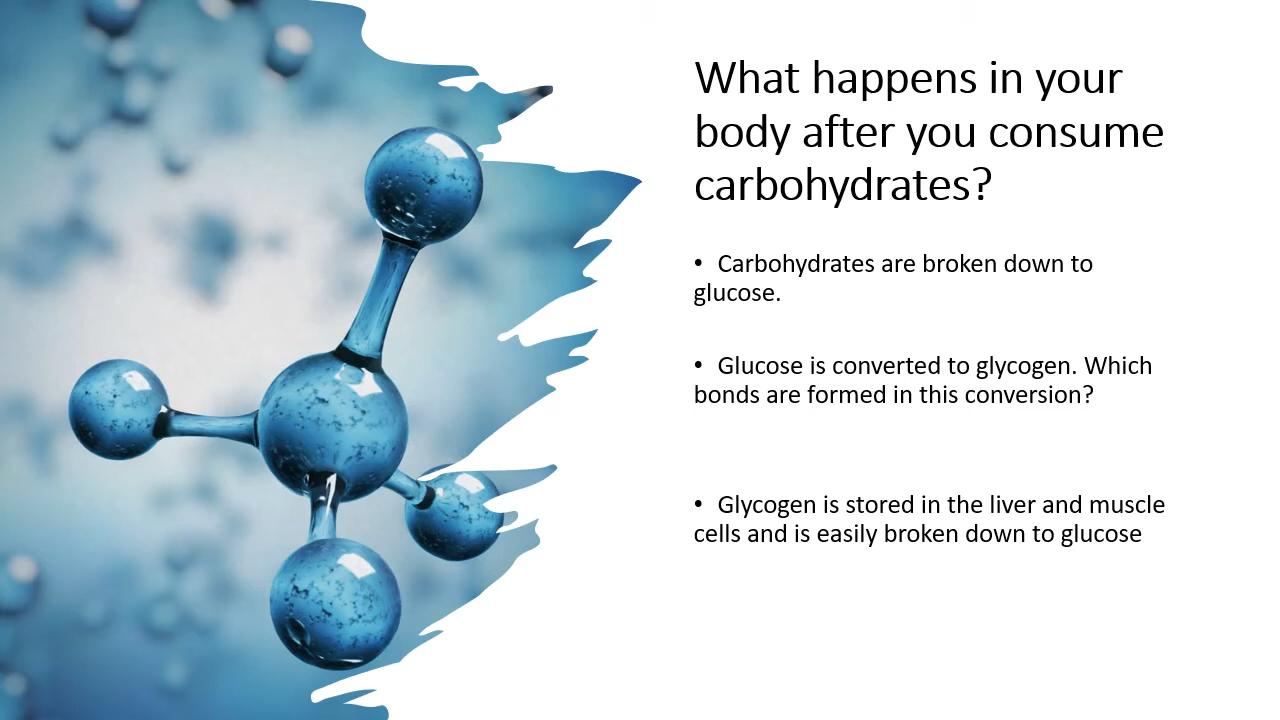 What happens in your
body after you consume
carbohydrates?
• Carbohydrates are broken down to
glucose.
• Glucose is converted to glycogen. Which
bonds are formed in this conversion?
• Glycogen is stored in the liver and muscle
cells and is easily broken down to glucose